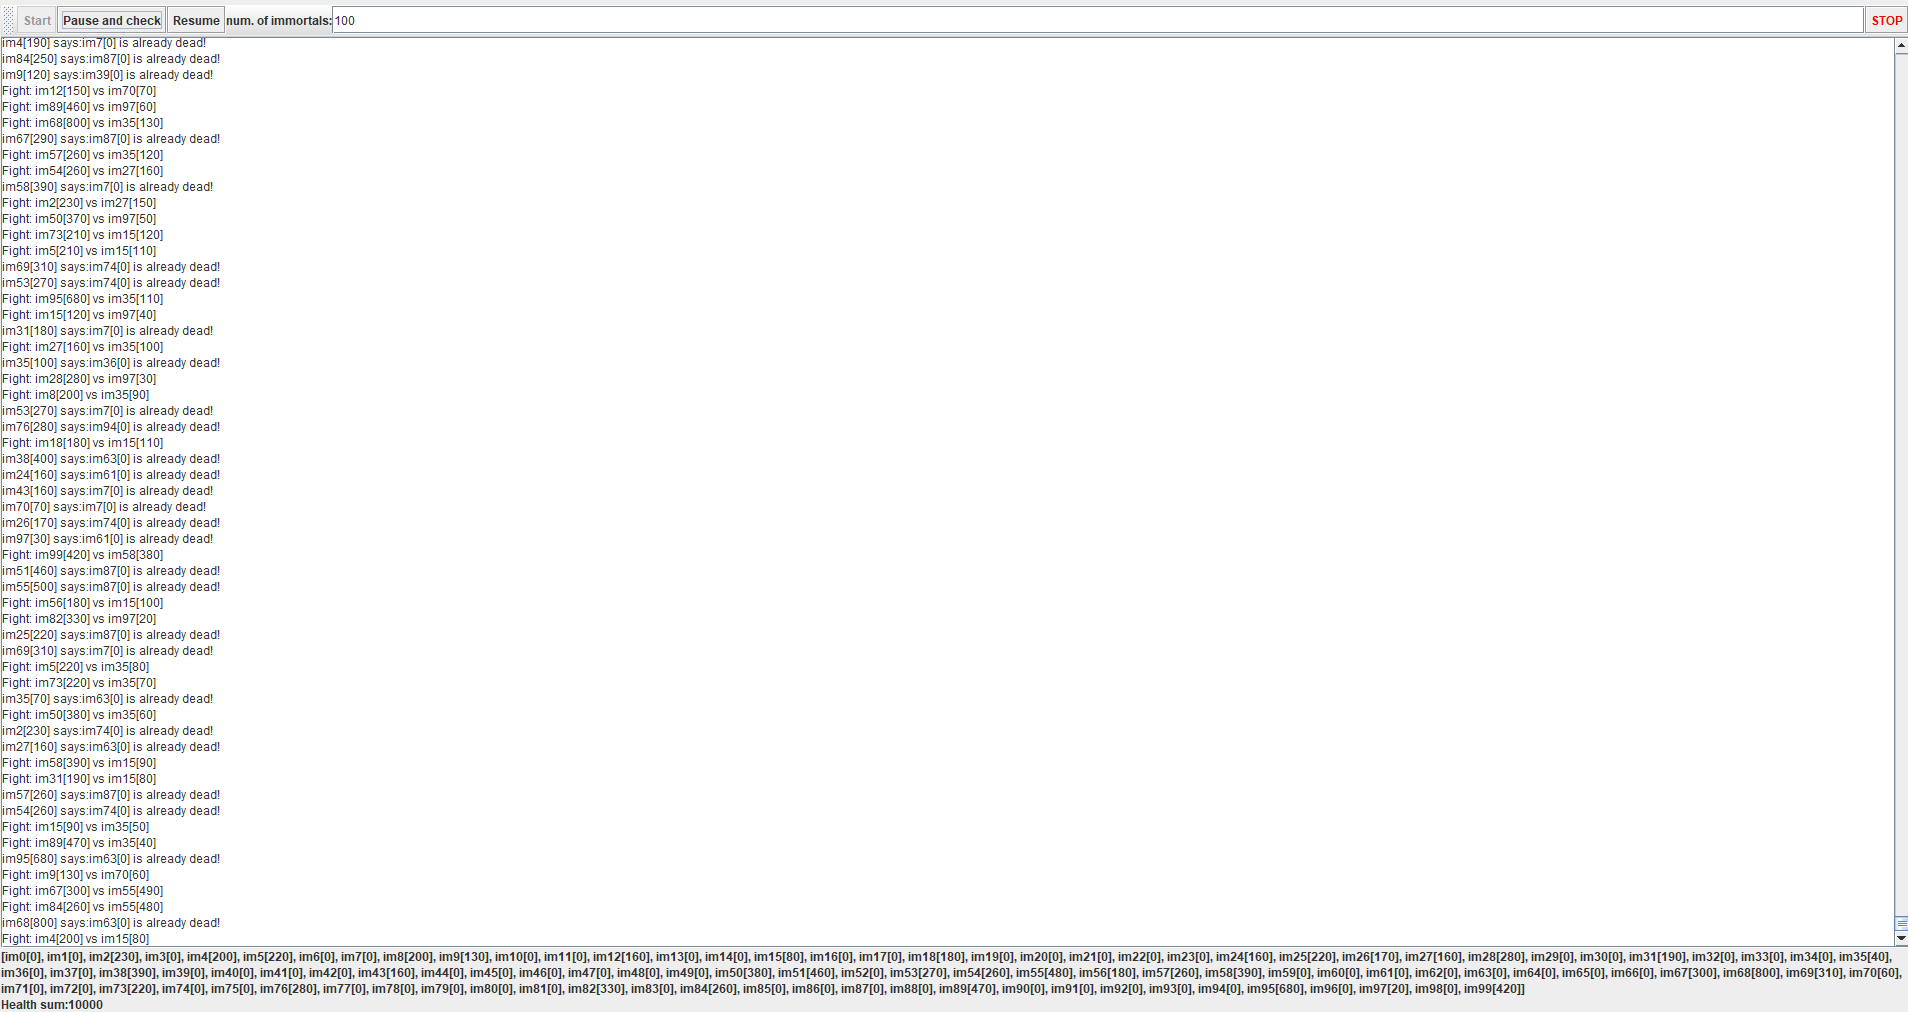 Start Pause and check Resume num. of immortals: 100 STOP
im4[190] says:im7[0] is already dead!
im84[250] says:im87[0] is already dead!
im9[120] says:im39[0] is already dead!
Fight: im12[150] vs im70[70]
Fight: im89[460] vs im97[60]
Fight: im68[800] vs im35[130]
im67[290] says:im87[0] is already dead!
Fight: im57[260] vs im35[120]
Fight: im54[260] vs im27[160]
im58[390] says:im7[0] is already dead!
Fight: im2[230] vs im27[150]
Fight: im50[370] vs im97[50]
Fight: im73[210] vs im15[120]
Fight: im5[210] vs im15[110]
im69[310] says:im74[0] is already dead!
im53[270] says:im74[0] is already dead!
Fight: im95[680] vs im35[110]
Fight: im15[120] vs im97[40]
im31[180] says:im7[0] is already dead!
Fight: im27[160] vs im35[100]
im35[100] says:im36[0] is already dead!
Fight: im28[280] vs im97[30]
Fight: im8[200] vs im35[90]
im53[270] says:im7[0] is already dead!
im76[280] says:im94[0] is already dead!
Fight: im18[180] vs im15[110]
im38[400] says:im63[0] is already dead!
im24[160] says:im61[0] is already dead!
im43[160] says:im7[0] is already dead!
im70[70] says:im7[0] is already dead!
im26[170] says:im74[0] is already dead!
im97[30] says:im61[0] is already dead!
Fight: im99[420] vs im58[380]
im51[460] says:im87[0] is already dead!
im55[500] says:im87[0] is already dead!
Fight: im56[180] vs im15[100]
Fight: im82[330] vs im97[20]
im25[220] says:im87[0] is already dead!
im69[310] says:im7[0] is already dead!
Fight: im5[220] vs im35[80]
Fight: im73[220] vs im35[70]
im35[70] says:im63[0] is already dead!
Fight: im50[380] vs im35[60]
im2[230] says:im74[0] is already dead!
im27[160] says:im63[0] is already dead!
Fight: im58[390] vs im15[90]
Fight: im31[190] vs im15[80]
im57[260] says:im87[0] is already dead!
im54[260] says:im74[0] is already dead!
Fight: im15[90] vs im35[50]
Fight: im89[470] vs im35[40]
im95[680] says:im63[0] is already dead!
Fight: im9[130] vs im70[60]
Fight: im67[300] vs im55[490]
Fight: im84[260] vs im55[480]
im68[800] says:im63[0] is already dead!
Fight: im4[200] vs im15[80]
[im0[0], im1[0], im2[230], im3[0], im4[200], im5[220], im6[0], im7[0], im8[200], im9[130], im10[0], im11[0], im12[160], im13[0], im14[0], im15[80], im16[0], im17[0], im18[180], im19[0], im20[0], im21[0], im22[0], im23[0], im24[160], im25[220], im26[170], im27[160], im28[280], im29[0], im30[0], im31[190], im32[0], im33[0], im34[0], im35[40],
im36[0], im37[0], im38[390], im39[0], im40[0], im41[0], im42[0], im43[160], im44[0], im45[0], im46[0], im47[0], im48[0], im49[0], im50[380], im51[460], im52[0], im53[270], im54[260], im55[480], im56[180], im57[260], im58[390], im59[0], im60[0], im61[0], im62[0], im63[0], im64[0], im65[0], im66[0], im67[300], im68[800], im69[310], im70[60],
im71[0], im72[0], im73[220], im74[0], im75[0], im76[280], im77[0], im78[0], im79[0], im80[0], im81[0], im82[330], im83[0], im84[260], im85[0], im86[0], im87[0], im88[0], im89[470], im90[0], im91[0], im92[0], im93[0], im94[0], im95[680], im96[0], im97[20], im98[0], im99[420]]
Health sum:10000